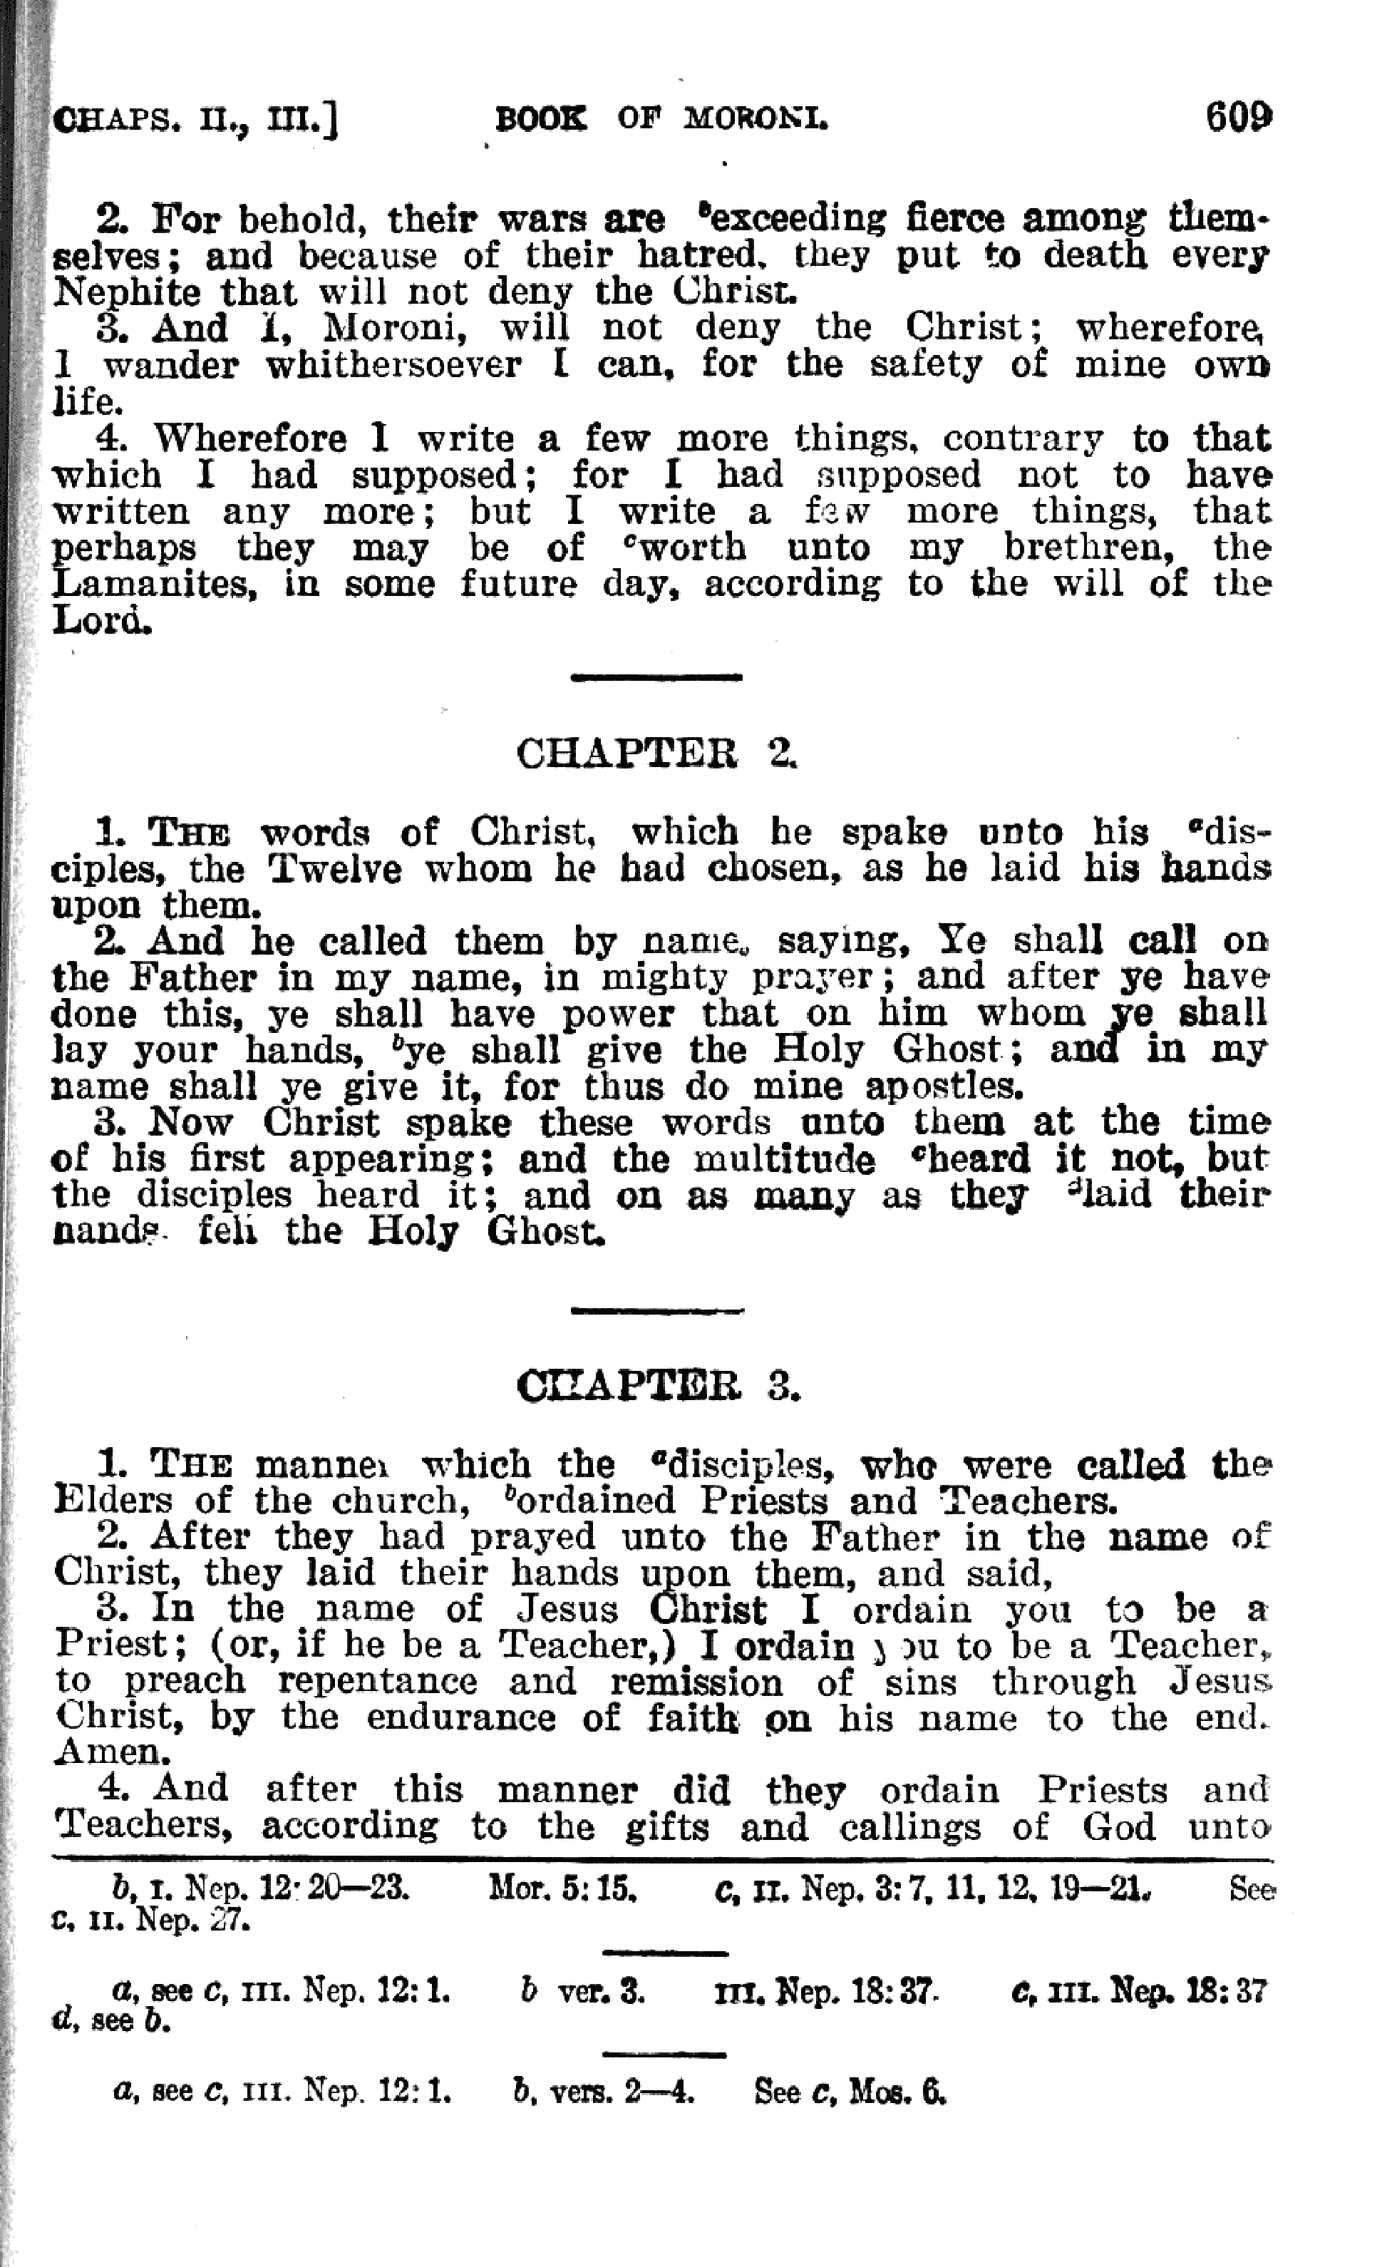 CHAPS. II., III.] BOOK OF MORONI. 609
2. For behold, their wars are ᵇexceeding fierce among them-
selves; and because of their hatred, they put to death every
Nephite that will not deny the Christ.
3. And I, Moroni, will not deny the Christ; wherefore,
I wander whithersoever I can, for the safety of mine own
life.
4. Wherefore I write a few more things, contrary to that
which I had supposed; for I had supposed not to have
written any more; but I write a few more things, that
perhaps they may be of ᶜworth unto my brethren, the
Lamanites, in some future day, according to the will of the
Lord.
CHAPTER 2.
1. THE words of Christ, which he spake unto his ᵃdis-
ciples, the Twelve whom he had chosen, as he laid his hands
upon them.
2. And he called them by name, saying, Ye shall call on
the Father in my name, in mighty prayer; and after ye have
done this, ye shall have power that on him whom ye shall
lay your hands, ᵇye shall give the Holy Ghost; and in my
name shall ye give it, for thus do mine apostles.
3. Now Christ spake these words unto them at the time
of his first appearing; and the multitude ᶜheard it not, but
the disciples heard it; and on as many as they ᵈlaid their
hands, fell the Holy Ghost.
CHAPTER 3.
1. THE manner which the ᵃdisciples, who were called the
Elders of the church, ᵇordained Priests and Teachers.
2. After they had prayed unto the Father in the name of
Christ, they laid their hands upon them, and said,
3. In the name of Jesus Christ I ordain you to be a
Priest; (or, if he be a Teacher,) I ordain you to be a Teacher,
to preach repentance and remission of sins through Jesus
Christ, by the endurance of faith on his name to the end.
Amen.
4. And after this manner did they ordain Priests and
Teachers, according to the gifts and callings of God unto
b, I. Nep. 12: 20—23. Mor. 5: 15. c, II. Nep. 3: 7, 11, 12, 19—21. See
c, II. Nep. 27.
a, see c, III. Nep. 12: 1. b ver. 3. III. Nep. 18: 37. c, III. Nep. 18: 37
d, see b.
a, see c, III. Nep. 12: 1. b, vers. 2—4. See c, Mos. 6.